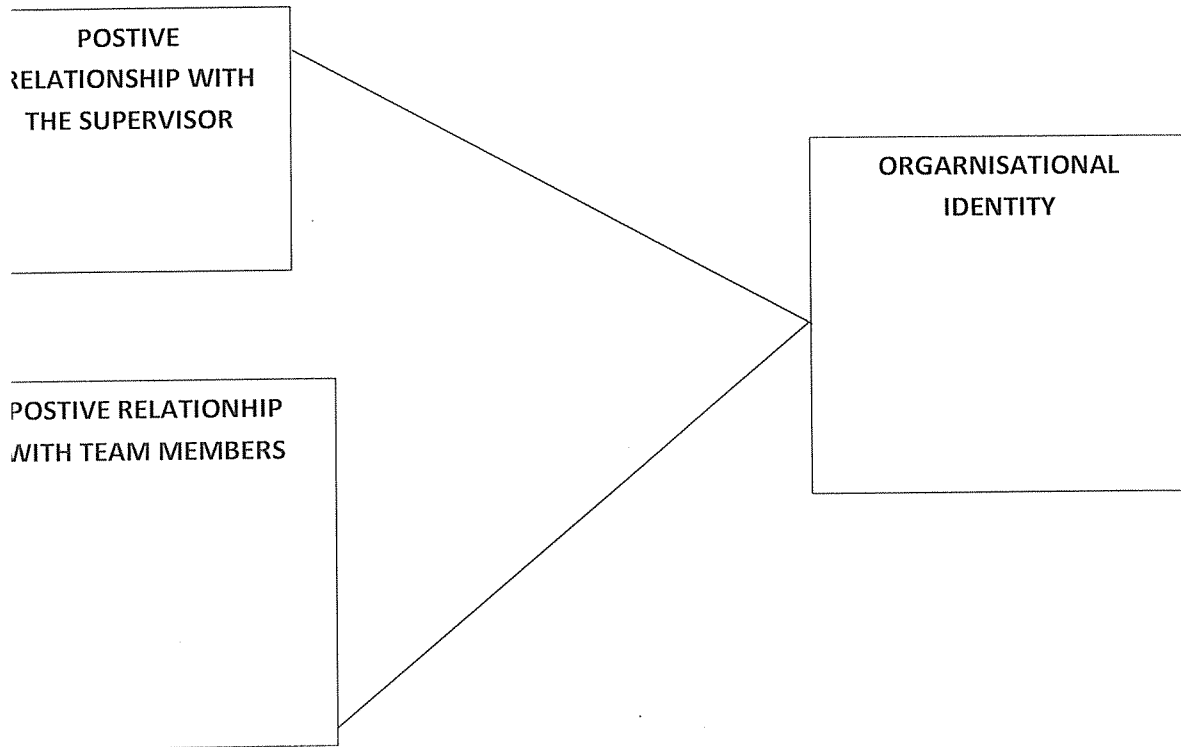 POSTIVE
RELATIONSHIP WITH
THE SUPERVISOR
ORGARNISATIONAL
IDENTITY
POSTIVE RELATIONHIP
WITH TEAM MEMBERS